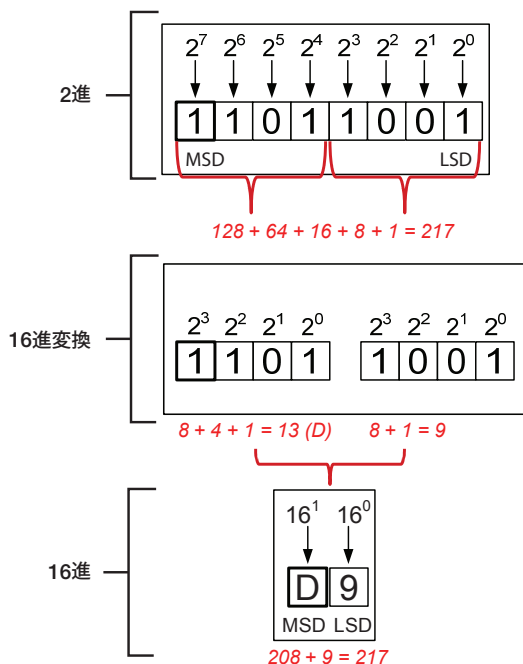 2進
2⁷ 2⁶ 2⁵ 2⁴ 2³ 2² 2¹ 2⁰
1 1 0 1 1 0 0 1
MSD LSD
128 + 64 + 16 + 8 + 1 = 217
16進変換
2³ 2² 2¹ 2⁰ 2³ 2² 2¹ 2⁰
1 1 0 1 1 0 0 1
8 + 4 + 1 = 13 (D) 8 + 1 = 9
16進
16¹ 16⁰
D 9
MSD LSD
208 + 9 = 217